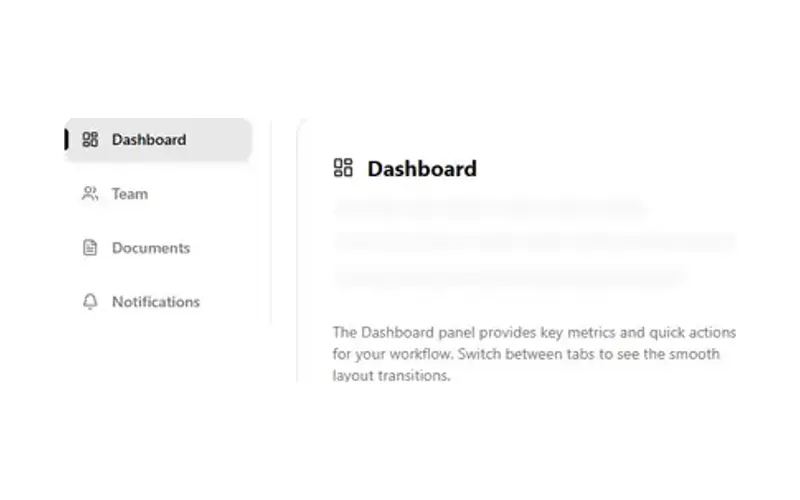 Dashboard
Team
Documents
Notifications
Dashboard
The Dashboard panel provides key metrics and quick actions
for your workflow. Switch between tabs to see the smooth
layout transitions.